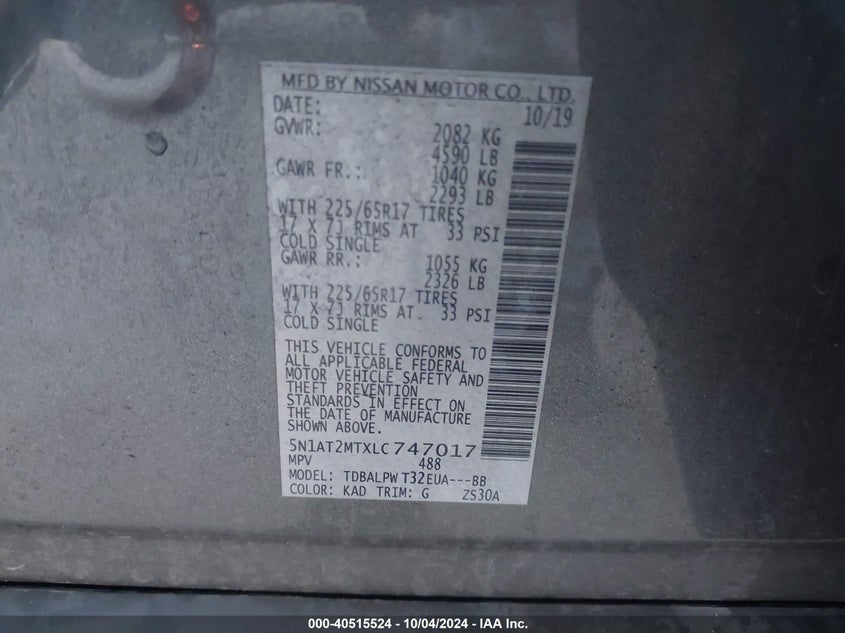 MFD BY NISSAN MOTOR CO., LTD.
DATE: 10/19
GVWR: 2082 KG
4590 LB
GAWR FR.: 1040 KG
2293 LB
WITH 225/65R17 TIRES
17 X 7J RIMS AT 33 PSI
COLD SINGLE
GAWR RR.: 1055 KG
2326 LB
WITH 225/65R17 TIRES
17 X 7J RIMS AT 33 PSI
COLD SINGLE
THIS VEHICLE CONFORMS TO
ALL APPLICABLE FEDERAL
MOTOR VEHICLE SAFETY AND
THEFT PREVENTION
STANDARDS IN EFFECT ON
THE DATE OF MANUFACTURE
SHOWN ABOVE.
5N1AT2MTXLC747017
MPV 488
MODEL: TDBALPW T32EUA---BB
COLOR: KAD TRIM: G ZS30A
000-40515524 - 10/04/2024 - IAA Inc.